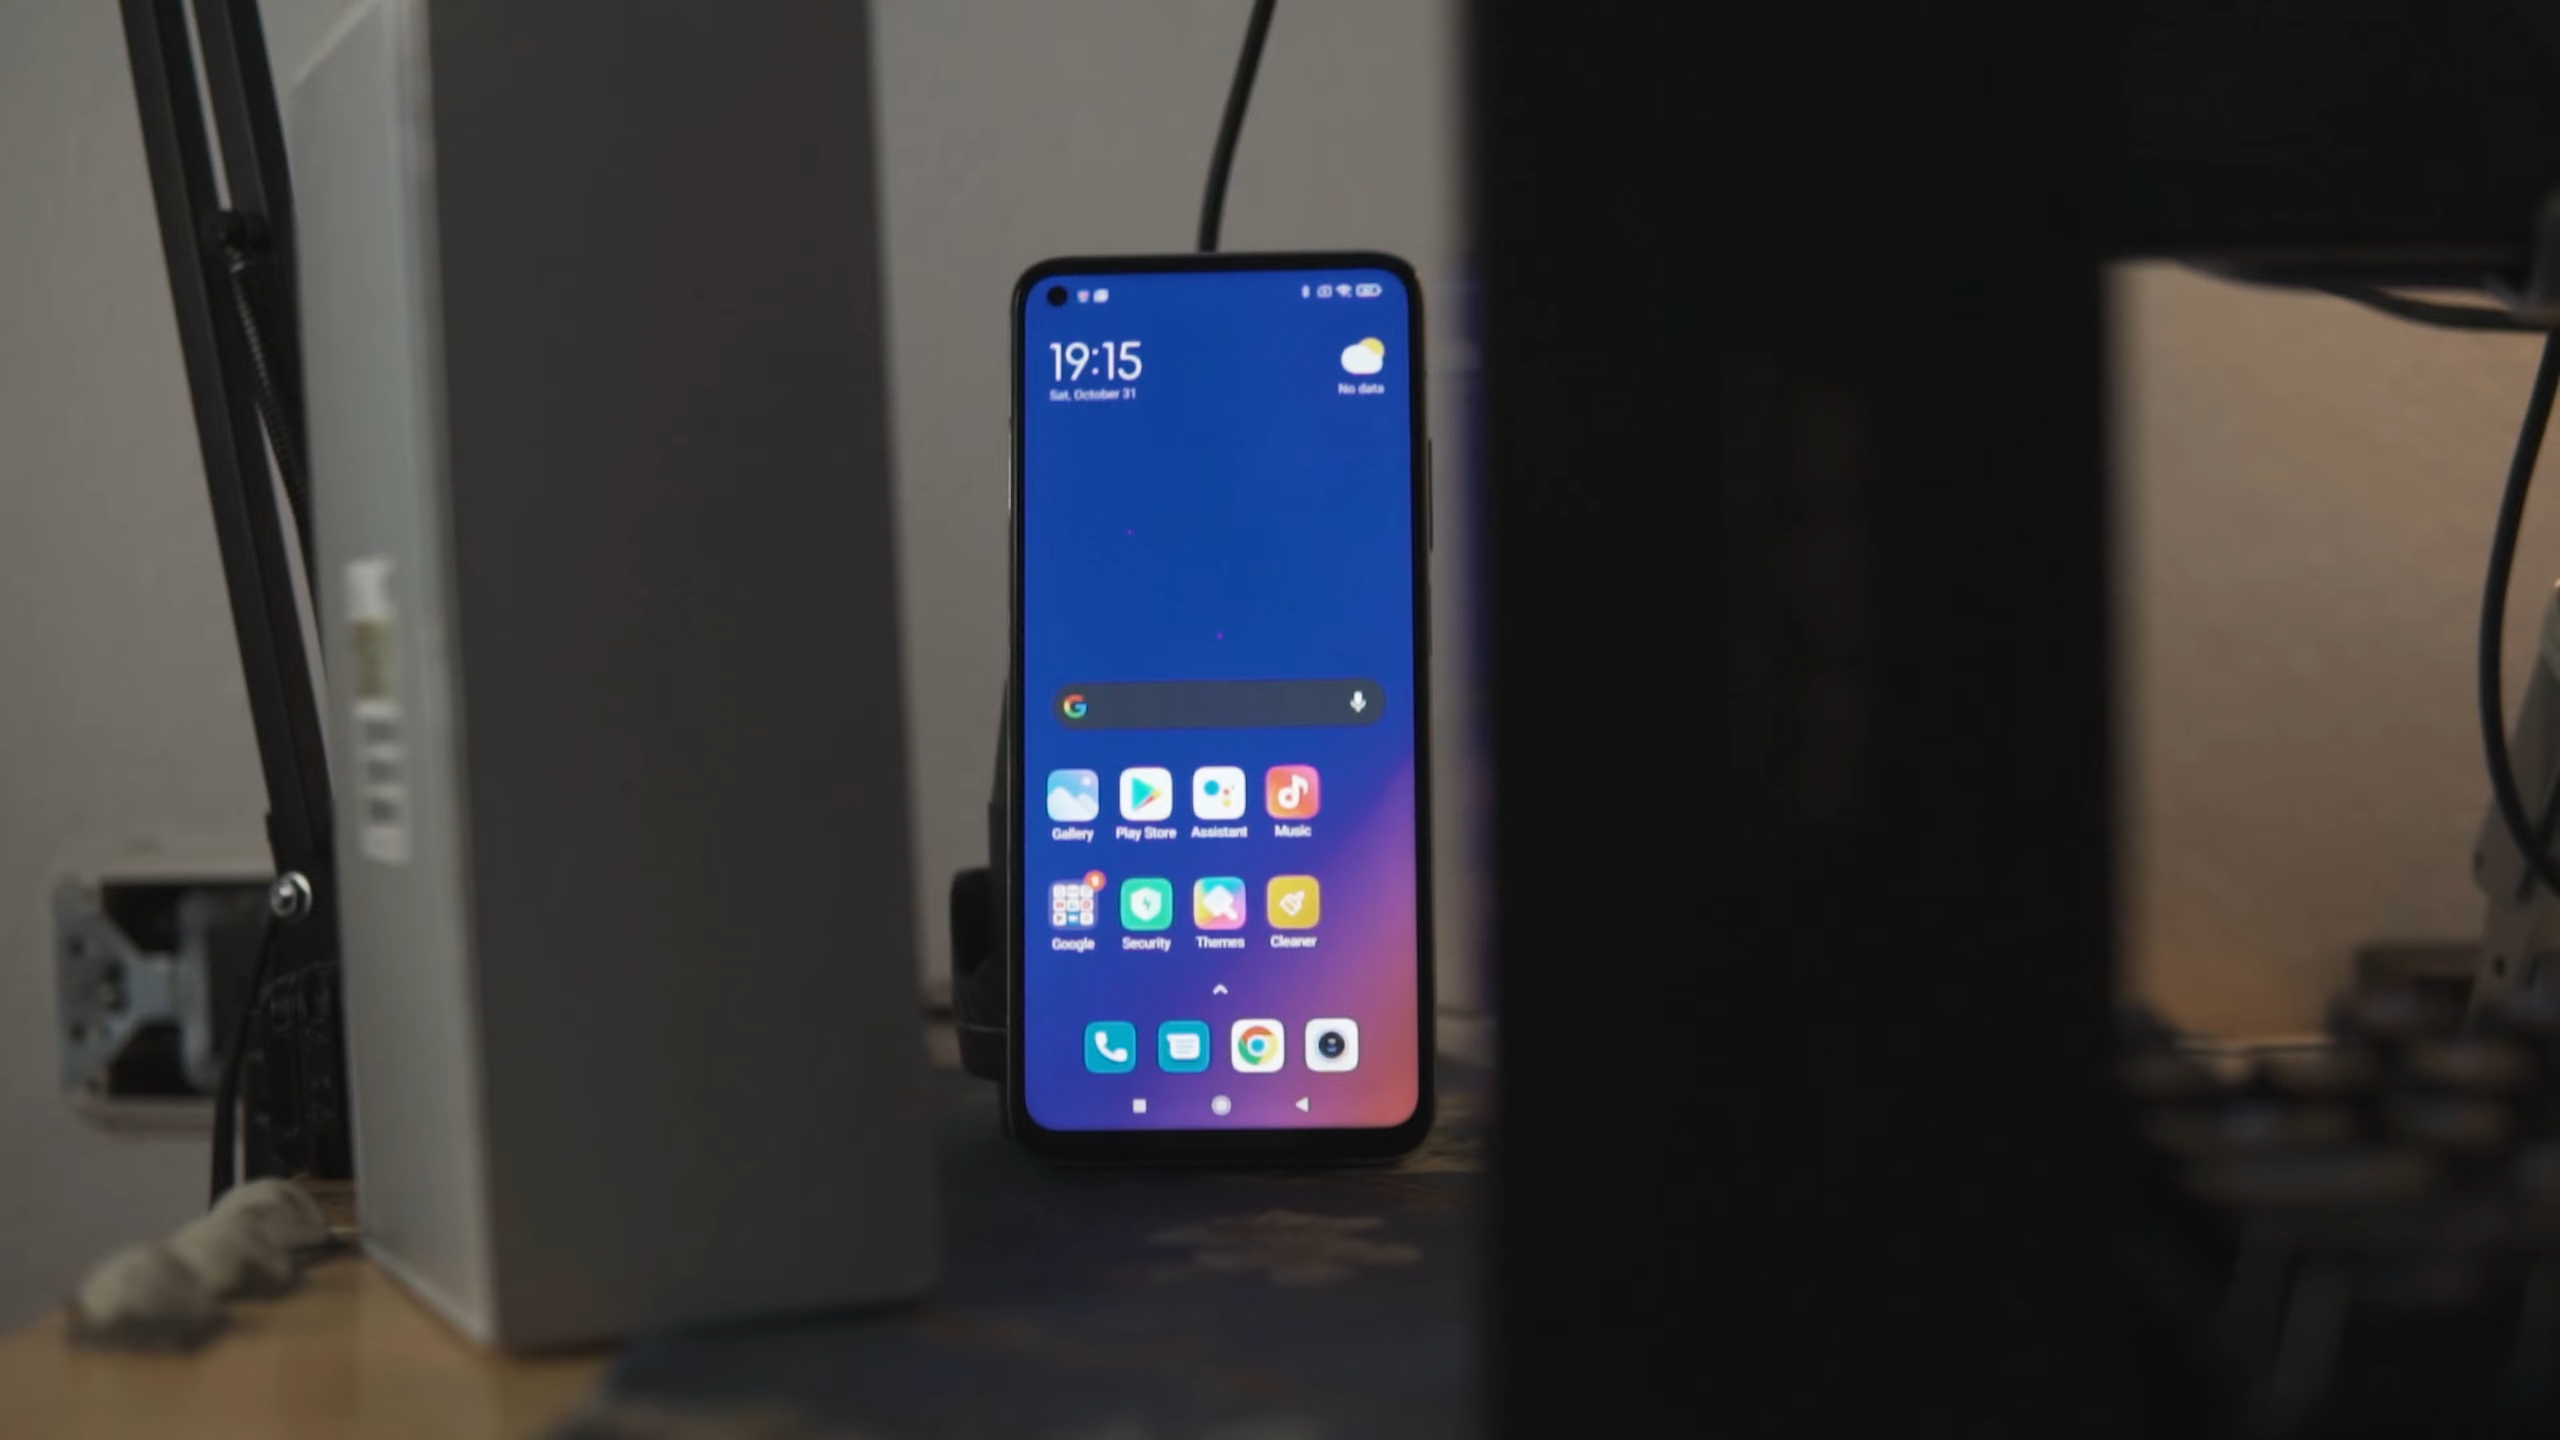 19:15
Sat, October 31
No data
Gallery Play Store Assistant Music
Google Security Themes Cleaner